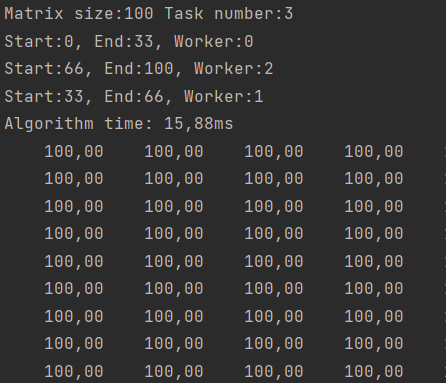 Matrix size:100 Task number:3
Start:0, End:33, Worker:0
Start:66, End:100, Worker:2
Start:33, End:66, Worker:1
Algorithm time: 15,88ms
100,00 100,00 100,00 100,00
100,00 100,00 100,00 100,00
100,00 100,00 100,00 100,00
100,00 100,00 100,00 100,00
100,00 100,00 100,00 100,00
100,00 100,00 100,00 100,00
100,00 100,00 100,00 100,00
100,00 100,00 100,00 100,00
100,00 100,00 100,00 100,00